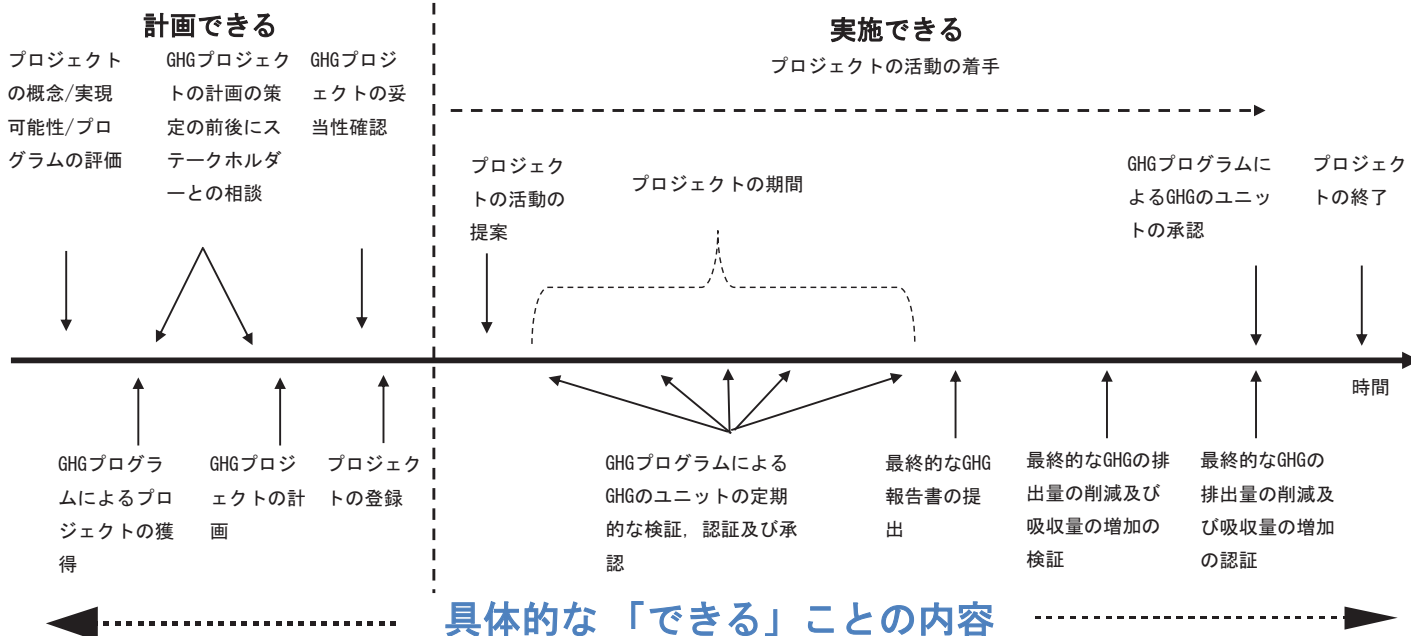 計画できる
実施できる
プロジェクト
の概念/実現
可能性/プロ
グラムの評価
GHGプロジェク
トの計画の策
定の前後にス
テークホルダ
ーとの相談
GHGプロジ
ェクトの妥
当性確認
プロジェクトの活動の着手
プロジェク
トの活動の
提案
プロジェクトの期間
GHGプログラムに
よるGHGのユニッ
トの承認
プロジェク
トの終了
時間
GHGプログラ
ムによるプロ
ジェクトの獲
得
GHGプロジ
ェクトの計
画
プロジェク
トの登録
GHGプログラムによる
GHGのユニットの定期
的な検証，認証及び承
認
最終的なGHG
報告書の提
出
最終的なGHGの排
出量の削減及び
吸収量の増加の
検証
最終的なGHGの
排出量の削減及
び吸収量の増加
の認証
具体的な 「できる」ことの内容